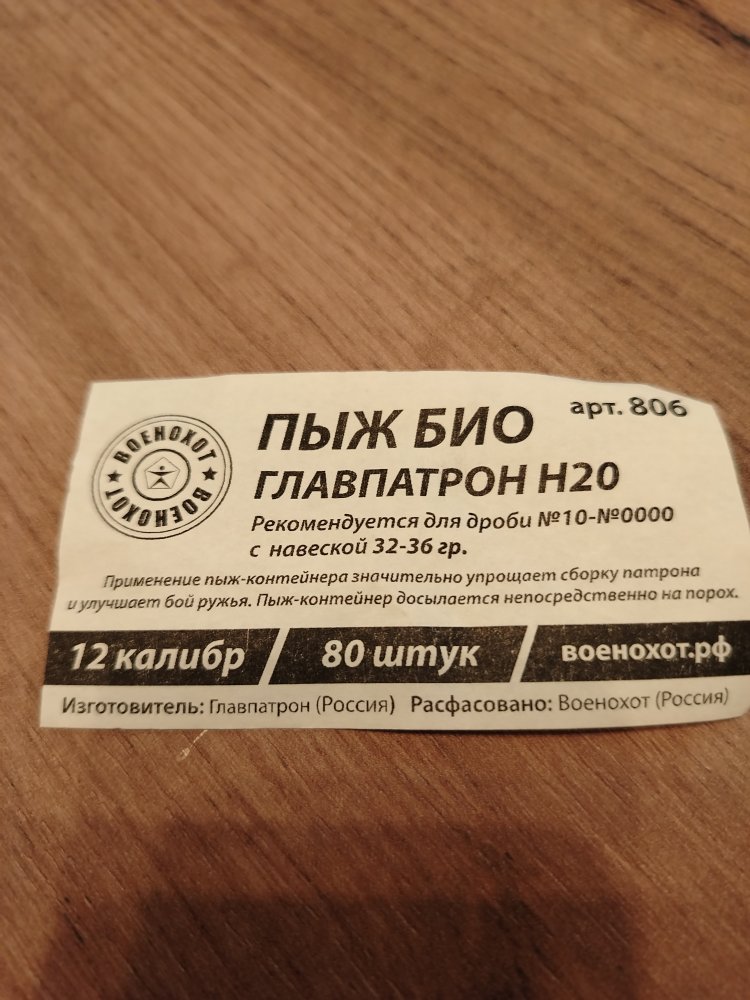 арт. 806
ВОЕНОХОТ ★ ВОЕНОХОТ ★
ПЫЖ БИО
ГЛАВПАТРОН Н20
Рекомендуется для дроби №10-№0000
с навеской 32-36 гр.
Применение пыж-контейнера значительно упрощает сборку патрона
и улучшает бой ружья. Пыж-контейнер досылается непосредственно на порох.
12 калибр / 80 штук / военохот.рф
Изготовитель: Главпатрон (Россия) Расфасовано: Военохот (Россия)